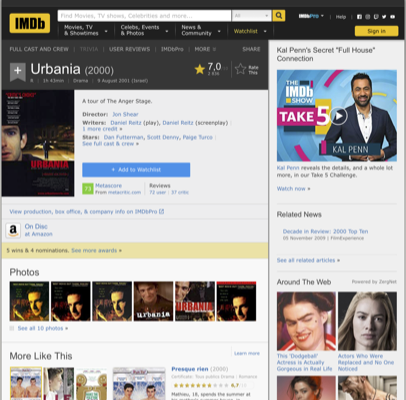 IMDb
Find Movies, TV shows, Celebrities and more...
All
Movies, TV
& Showtimes
Celebs, Events
& Photos
News &
Community
Watchlist
IMDbPro
Help
Sign in
FULL CAST AND CREW
TRIVIA
USER REVIEWS
IMDbPro
MORE
SHARE
Urbania (2000)
7,0
Rate
This
1h 43min
Drama
(Israel)
A tour of The Anger Stage.
Director: Jon Shear
Writers: Daniel Reitz (play), Daniel Reitz (screenplay)
1 more credit »
Stars: Dan Futterman, Scott Denny, Paige Turco
See full cast & crew »
URBANIA
+ Add to Watchlist
Metascore
From metacritic.com
Reviews
72 user
37 critic
View production, box office, & company info on IMDbPro
On Disc
at Amazon
5 wins & 4 nominations. See more awards »
Photos
urbania
URBANIA
See all 10 photos »
More Like This
Learn more
Presque rien (2000)
Mathieu, 18, spends the summer at
Kal Penn's Secret "Full House"
Connection
THE
IMDb
SHOW
TAKE 5
KAL PENN
Kal Penn reveals the details, and a whole lot
more, in our Take 5 Challenge.
Watch now »
Related News
Decade in Review: 2000 Top Ten
05 November 2009 | FilmExperience
See all related articles »
Around The Web
Powered by ZergNet
This 'Dodgeball'
Actress is Actually
Gorgeous in Real Life
Actors Who Were
Replaced and No One
Noticed